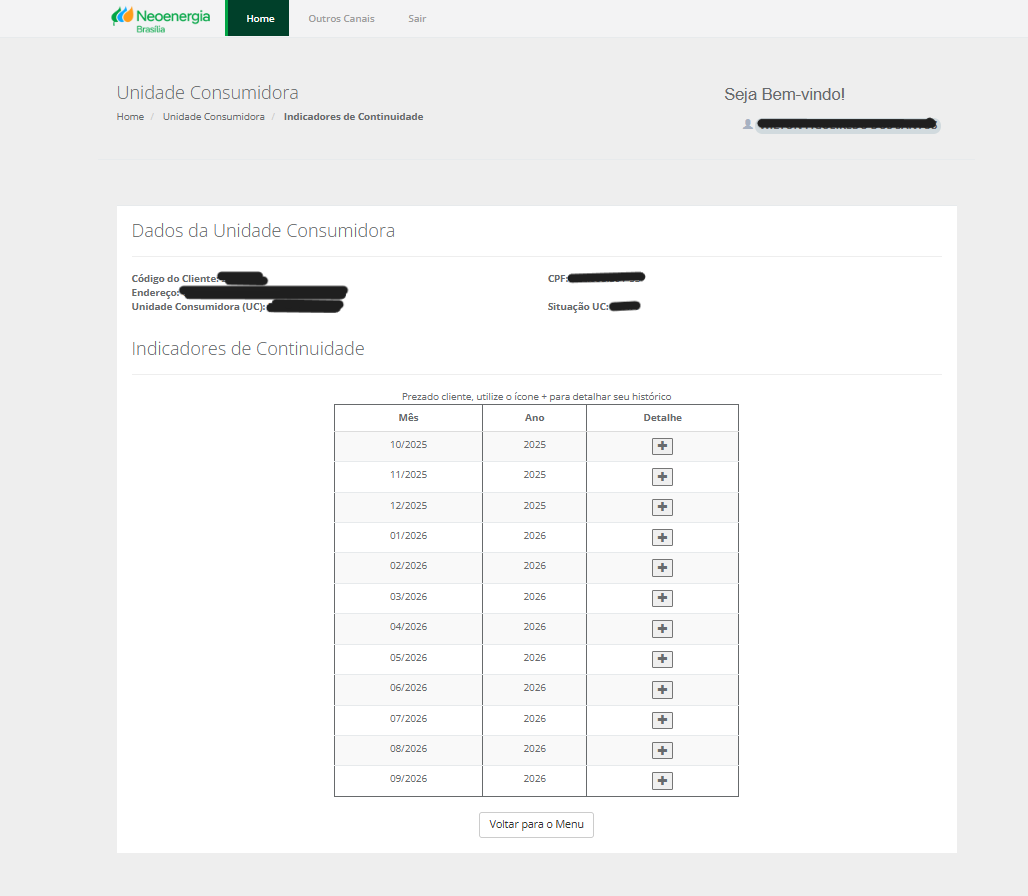 Neoenergia
Brasília
Home Outros Canais Sair
Unidade Consumidora
Home / Unidade Consumidora / Indicadores de Continuidade
Seja Bem-vindo!
Dados da Unidade Consumidora
Código do Cliente:
CPF:
Endereço:
Unidade Consumidora (UC):
Situação UC:
Indicadores de Continuidade
Prezado cliente, utilize o ícone + para detalhar seu histórico
Mês Ano Detalhe
10/2025 2025
11/2025 2025
12/2025 2025
01/2026 2026
02/2026 2026
03/2026 2026
04/2026 2026
05/2026 2026
06/2026 2026
07/2026 2026
08/2026 2026
09/2026 2026
Voltar para o Menu